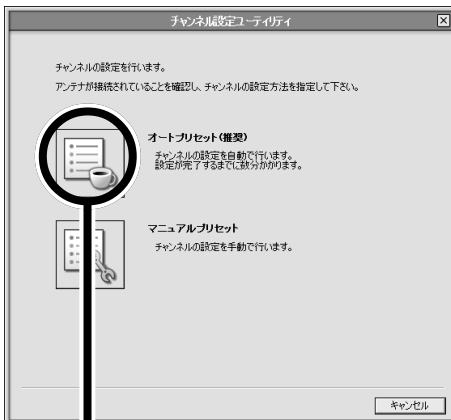 チャンネル設定ユーティリティ
チャンネルの設定を行います。
アンテナが接続されていることを確認し、チャンネルの設定方法を指定して下さい。
オートプリセット(推奨)
チャンネルの設定を自動で行います。
設定が完了するまでに数分かかります。
マニュアルプリセット
チャンネルの設定を手動で行います。
キャンセル